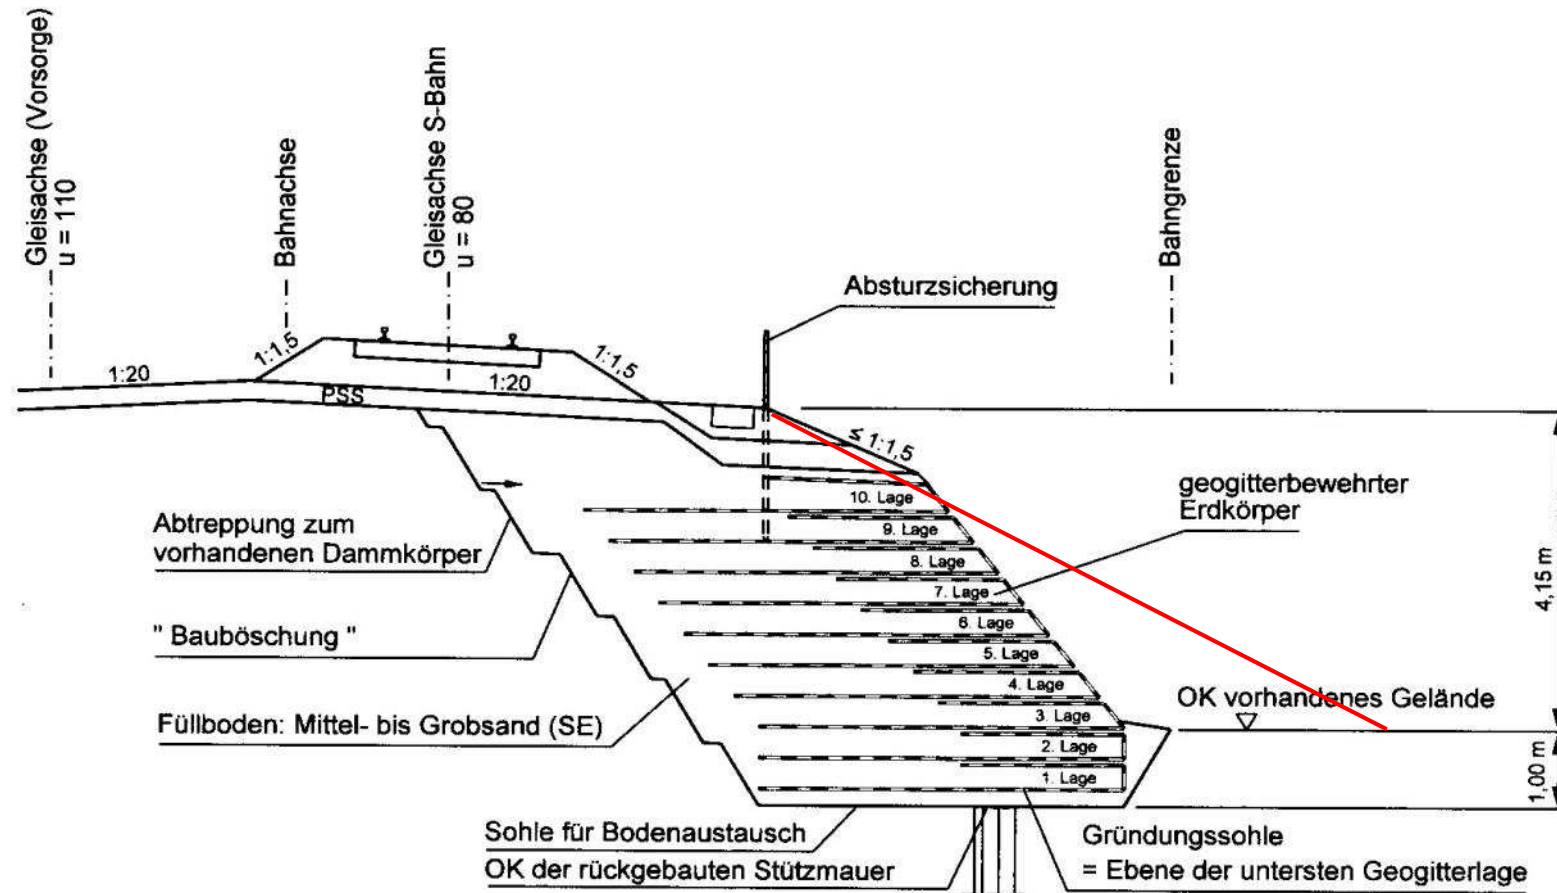 Gleisachse (Vorsorge)
u = 110
Bahnachse
Gleisachse S-Bahn
u = 80
Bahngrenze
Absturzsicherung
1:20
1:1,5
PSS
1:20
1:1,5
≤ 1:1,5
geogitterbewehrter
Erdkörper
Abtreppung zum
vorhandenen Dammkörper
" Bauböschung "
Füllboden: Mittel- bis Grobsand (SE)
10. Lage
9. Lage
8. Lage
7. Lage
6. Lage
5. Lage
4. Lage
3. Lage
2. Lage
1. Lage
OK vorhandenes Gelände
4,15 m
1,00 m
Sohle für Bodenaustausch
OK der rückgebauten Stützmauer
Gründungssohle
= Ebene der untersten Geogitterlage